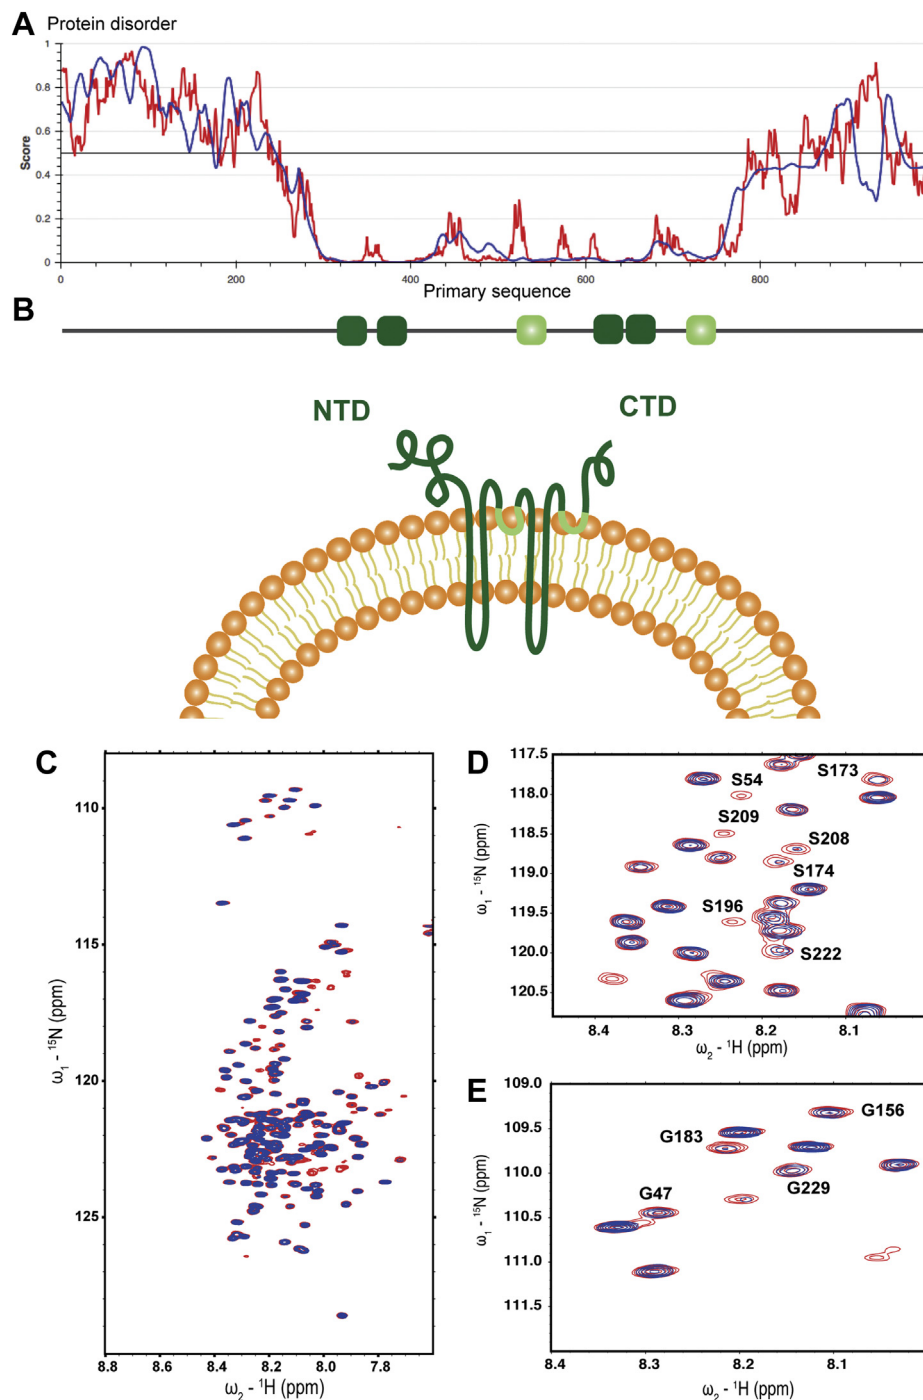 A Protein disorder
1
0.8
0.6
Score
0.4
0.2
0
0 200 400 600 800
Primary sequence
B
NTD CTD
C
110
115
120
125
ω1 - 15N (ppm)
8.8 8.6 8.4 8.2 8.0 7.8
ω2 - 1H (ppm)
D
117.5
118.0
118.5
119.0
119.5
120.0
120.5
ω1 - 15N (ppm)
S173
S54
S209
S208
S174
S196
S222
8.4 8.3 8.2 8.1
ω2 - 1H (ppm)
E
109.0
109.5
110.0
110.5
111.0
111.5
ω1 - 15N (ppm)
G156
G183
G229
G47
8.4 8.3 8.2 8.1
ω2 - 1H (ppm)